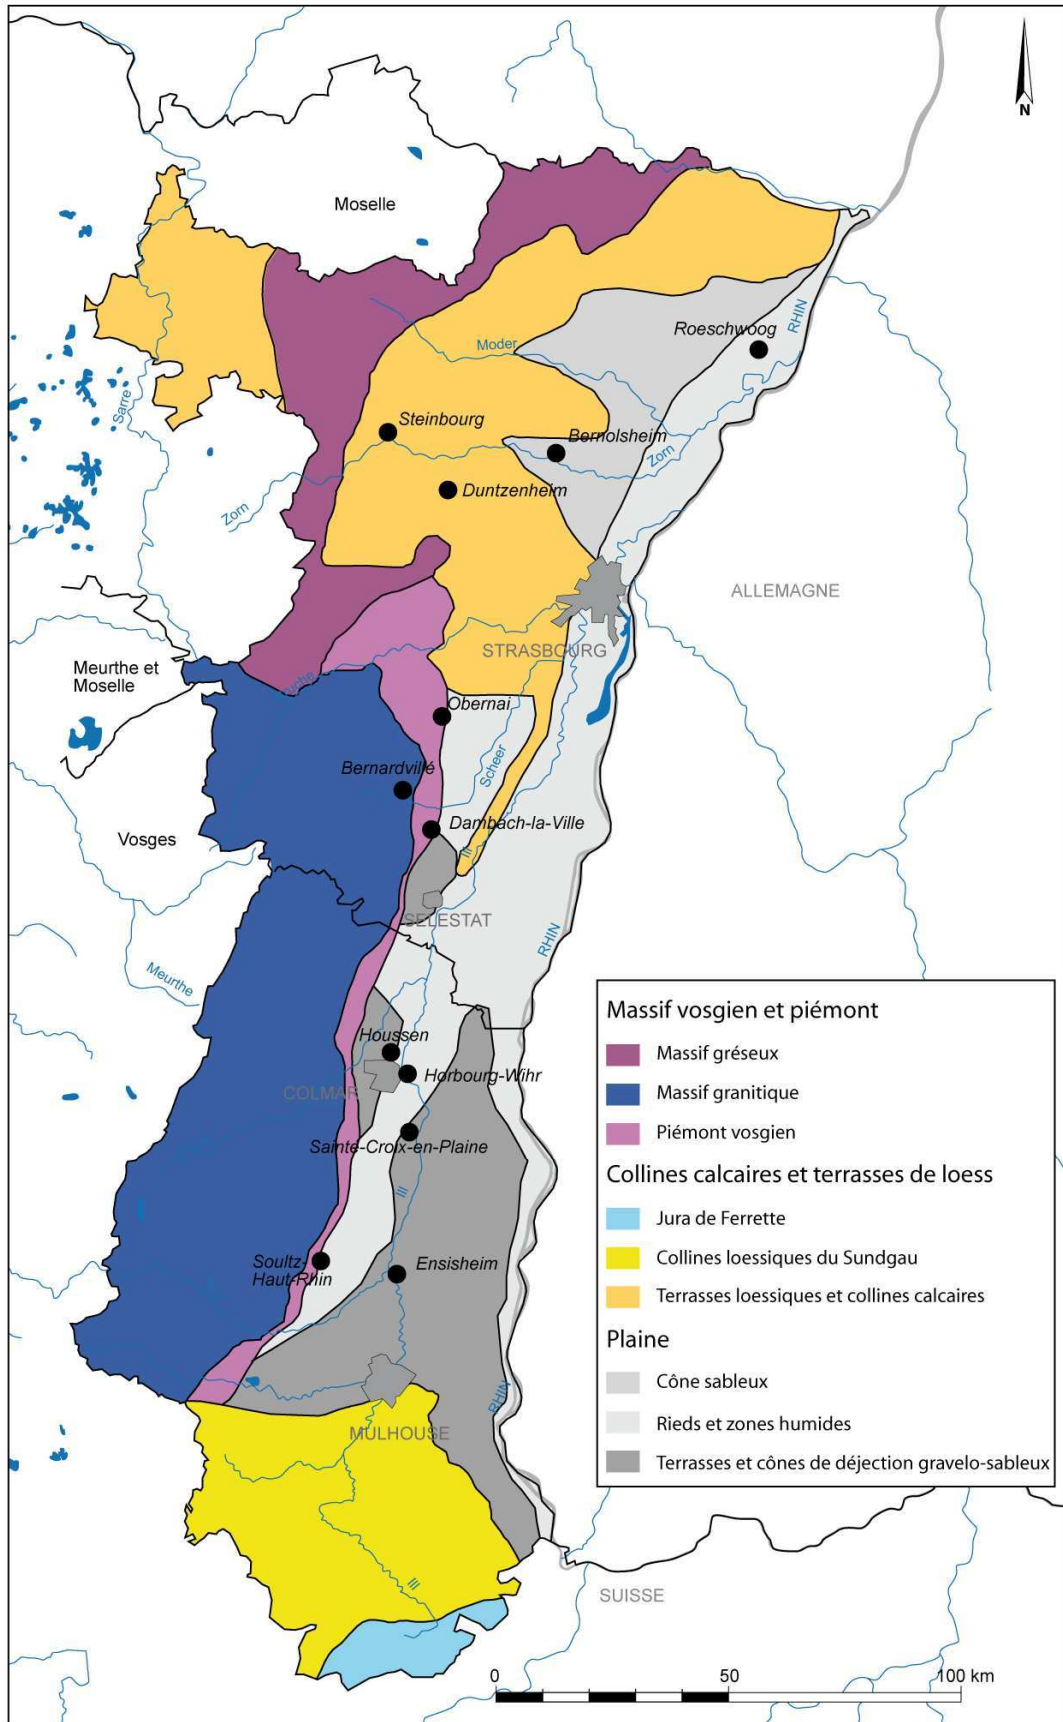 N
Moselle
RHIN
Roeschwoog
Moder
Sarre
Steinbourg
Bernolsheim
Zorn
Duntzenheim
Zorn
ALLEMAGNE
STRASBOURG
Meurthe et
Moselle
uche
Obernai
Scheer
Bernardvillé
Vosges
Dambach-la-Ville
Ill
SELESTAT
RHIN
Meurthe
Houssen
Horbourg-Wihr
COLMAR
Sainte-Croix-en-Plaine
Ill
Soultz-
Haut-Rhin
Ensisheim
RHIN
MULHOUSE
Ill
SUISSE
Massif vosgien et piémont
Massif gréseux
Massif granitique
Piémont vosgien
Collines calcaires et terrasses de loess
Jura de Ferrette
Collines loessiques du Sundgau
Terrasses loessiques et collines calcaires
Plaine
Cône sableux
Rieds et zones humides
Terrasses et cônes de déjection gravelo-sableux
0 50 100 km